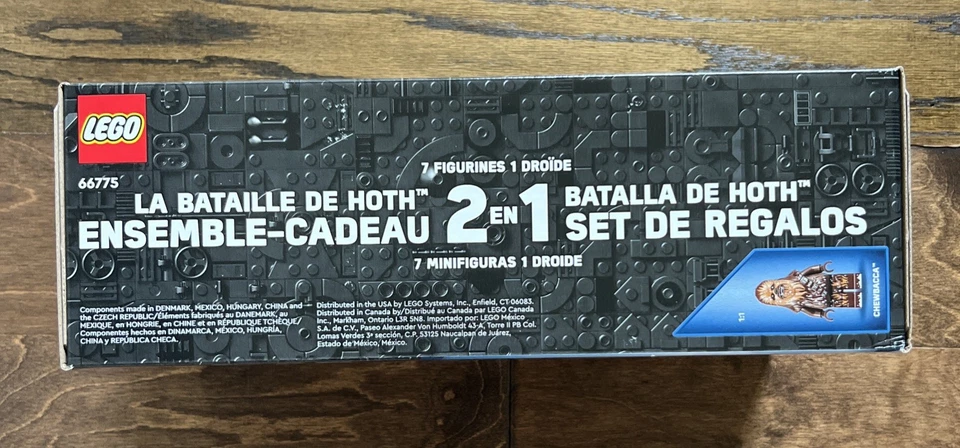 LEGO
66775
7 FIGURINES 1 DROÏDE
LA BATAILLE DE HOTH™
ENSEMBLE-CADEAU
2 EN 1
BATALLA DE HOTH™
SET DE REGALOS
7 MINIFIGURAS 1 DROIDE
Components made in DENMARK, MEXICO, HUNGARY, CHINA and
the CZECH REPUBLIC/Éléments fabriqués au DANEMARK, au
MEXIQUE, en HONGRIE, en CHINE et en RÉPUBLIQUE TCHÈQUE/
Componentes hechos en DINAMARCA, MÉXICO, HUNGRÍA,
CHINA y REPÚBLICA CHECA.
Distributed in the USA by LEGO Systems, Inc., Enfield, CT-06083.
Distributed in Canada by/Distribué au Canada par LEGO Canada
Inc., Markham, Ontario L3R 5N8. Importado por: LEGO México
S.A. de C.V., Paseo Alexander Von Humboldt 43-A, Torre II PB Col.
Lomas Verdes 3ª sección, C.P. 53125 Naucalpan de Juárez,
Estado de México, México.
1:1
CHEWBACCA™